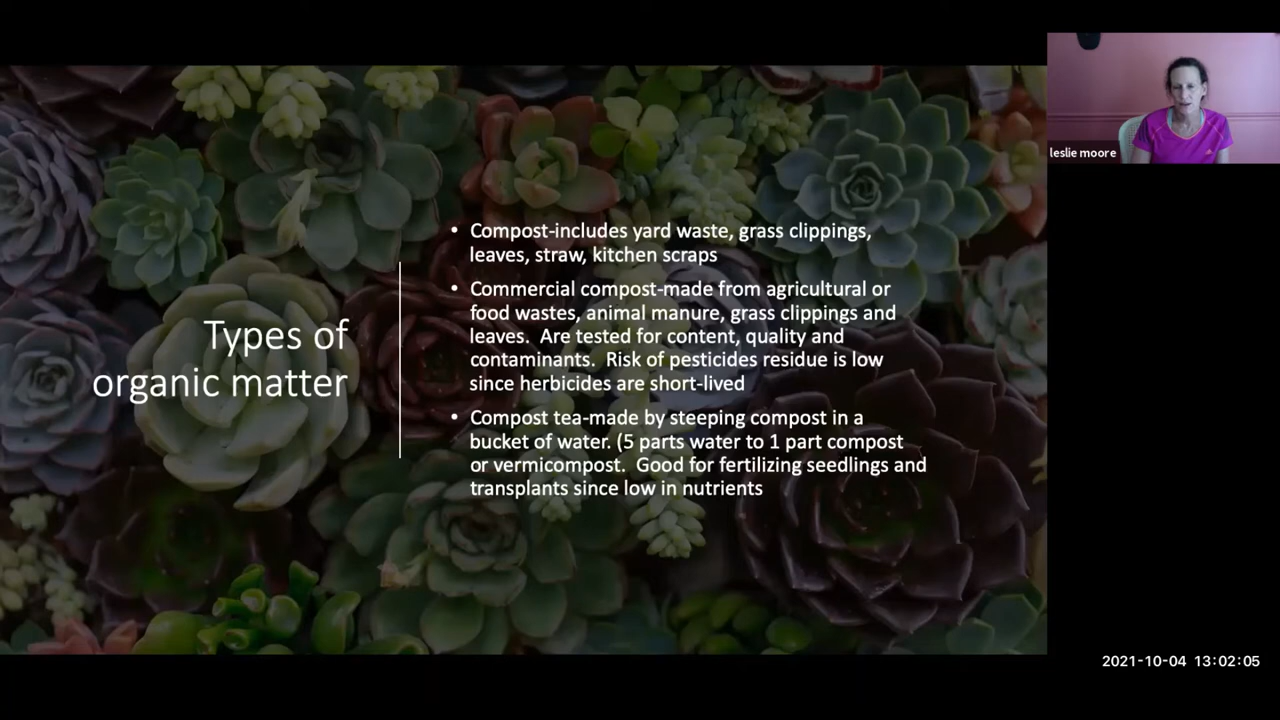 Types of
organic matter
• Compost-includes yard waste, grass clippings,
leaves, straw, kitchen scraps
• Commercial compost-made from agricultural or
food wastes, animal manure, grass clippings and
leaves.  Are tested for content, quality and
contaminants.  Risk of pesticides residue is low
since herbicides are short-lived
• Compost tea-made by steeping compost in a
bucket of water. (5 parts water to 1 part compost
or vermicompost.  Good for fertilizing seedlings and
transplants since low in nutrients
leslie moore
2021-10-04 13:02:05